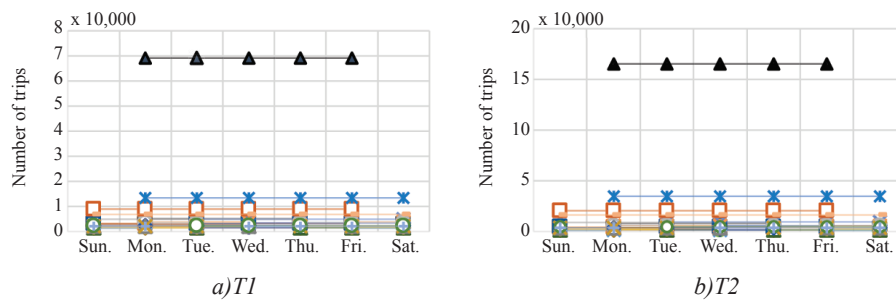 x 10,000
8
7
6
5
4
3
2
1
0
Number of trips
Sun. Mon. Tue. Wed. Thu. Fri. Sat.
a)T1
x 10,000
20
15
10
5
0
Number of trips
Sun. Mon. Tue. Wed. Thu. Fri. Sat.
b)T2